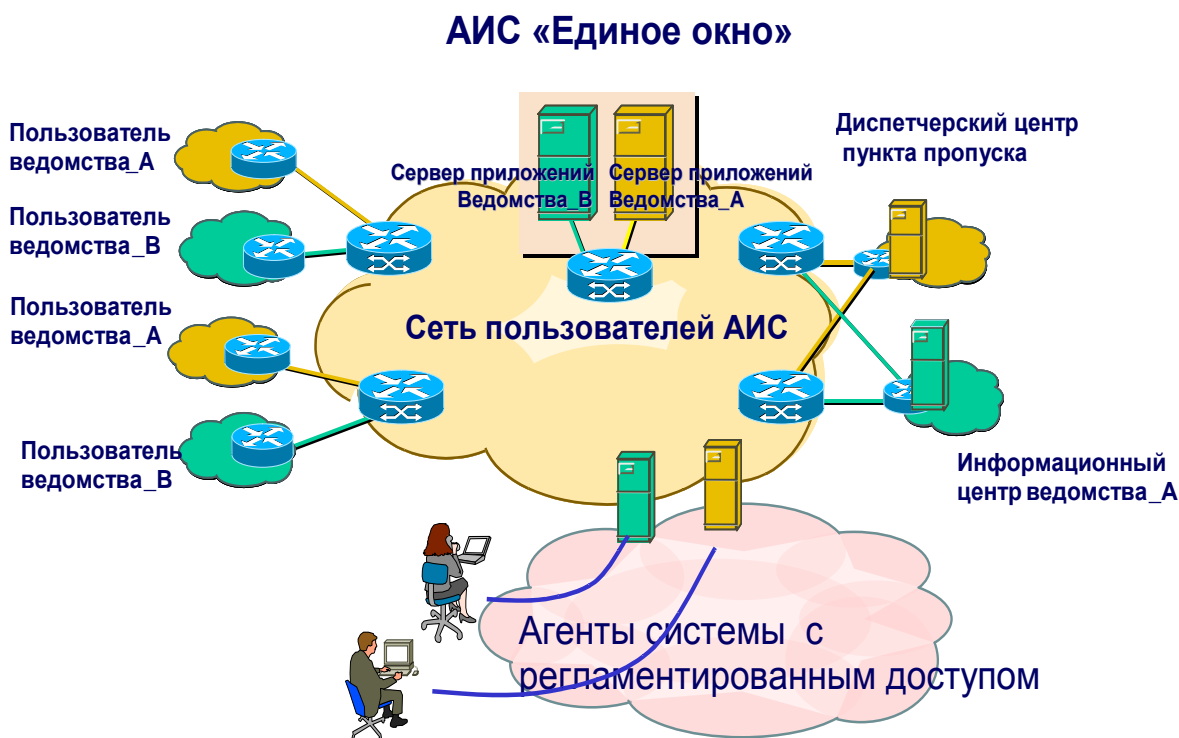 АИС «Единое окно»
Пользователь
ведомства_А
Пользователь
ведомства_В
Пользователь
ведомства_А
Пользователь
ведомства_В
Сервер приложений
Ведомства_В
Сервер приложений
Ведомства_А
Диспетчерский центр
пункта пропуска
Сеть пользователей АИС
Информационный
центр ведомства_А
Агенты системы с
регламентированным доступом